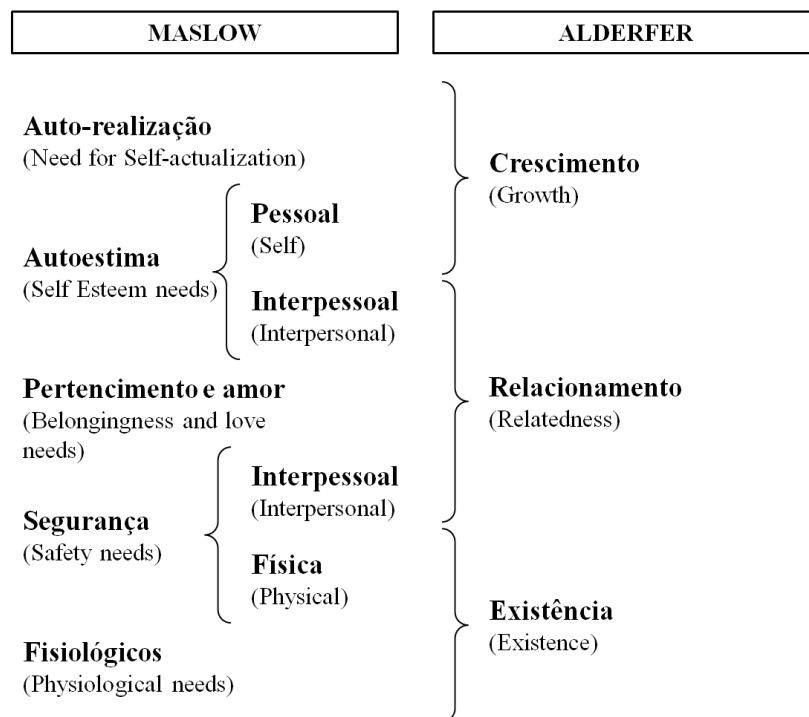 MASLOW
ALDERFER
Auto-realização
(Need for Self-actualization)
Crescimento
(Growth)
Pessoal
(Self)
Autoestima
(Self Esteem needs)
Interpessoal
(Interpersonal)
Pertencimento e amor
(Belongingness and love
needs)
Relacionamento
(Relatedness)
Interpessoal
(Interpersonal)
Segurança
(Safety needs)
Física
(Physical)
Existência
(Existence)
Fisiológicos
(Physiological needs)